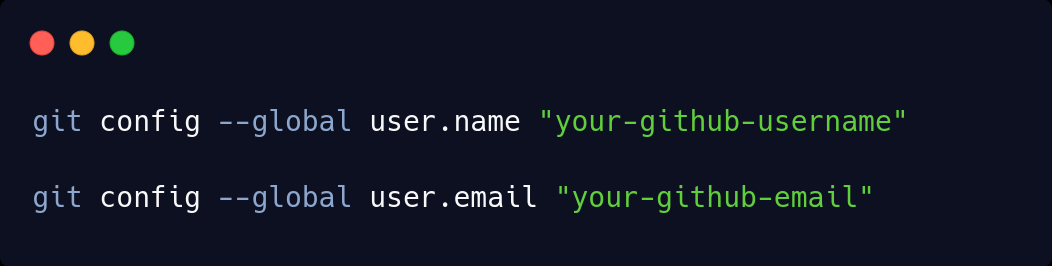 git config --global user.name "your-github-username"
git config --global user.email "your-github-email"